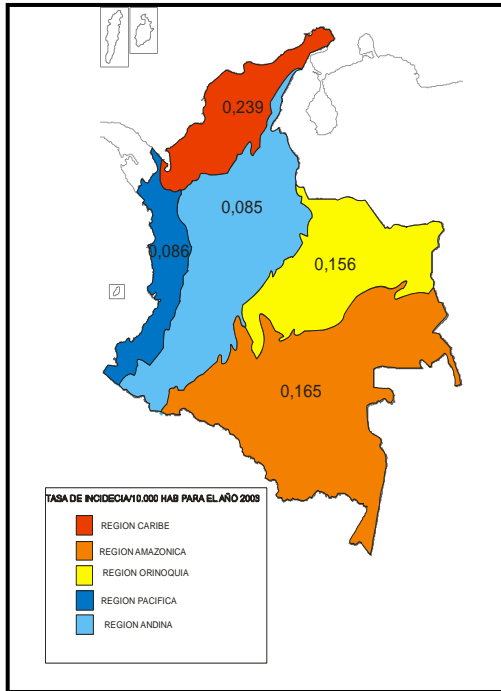 0,239
0,085
0,086
0,156
0,165
TASA DE INCIDECIA/10.000 HAB PARA EL AÑO 2003
REGION CARIBE
REGION AMAZONICA
REGION ORINOQUIA
REGION PACIFICA
REGION ANDINA